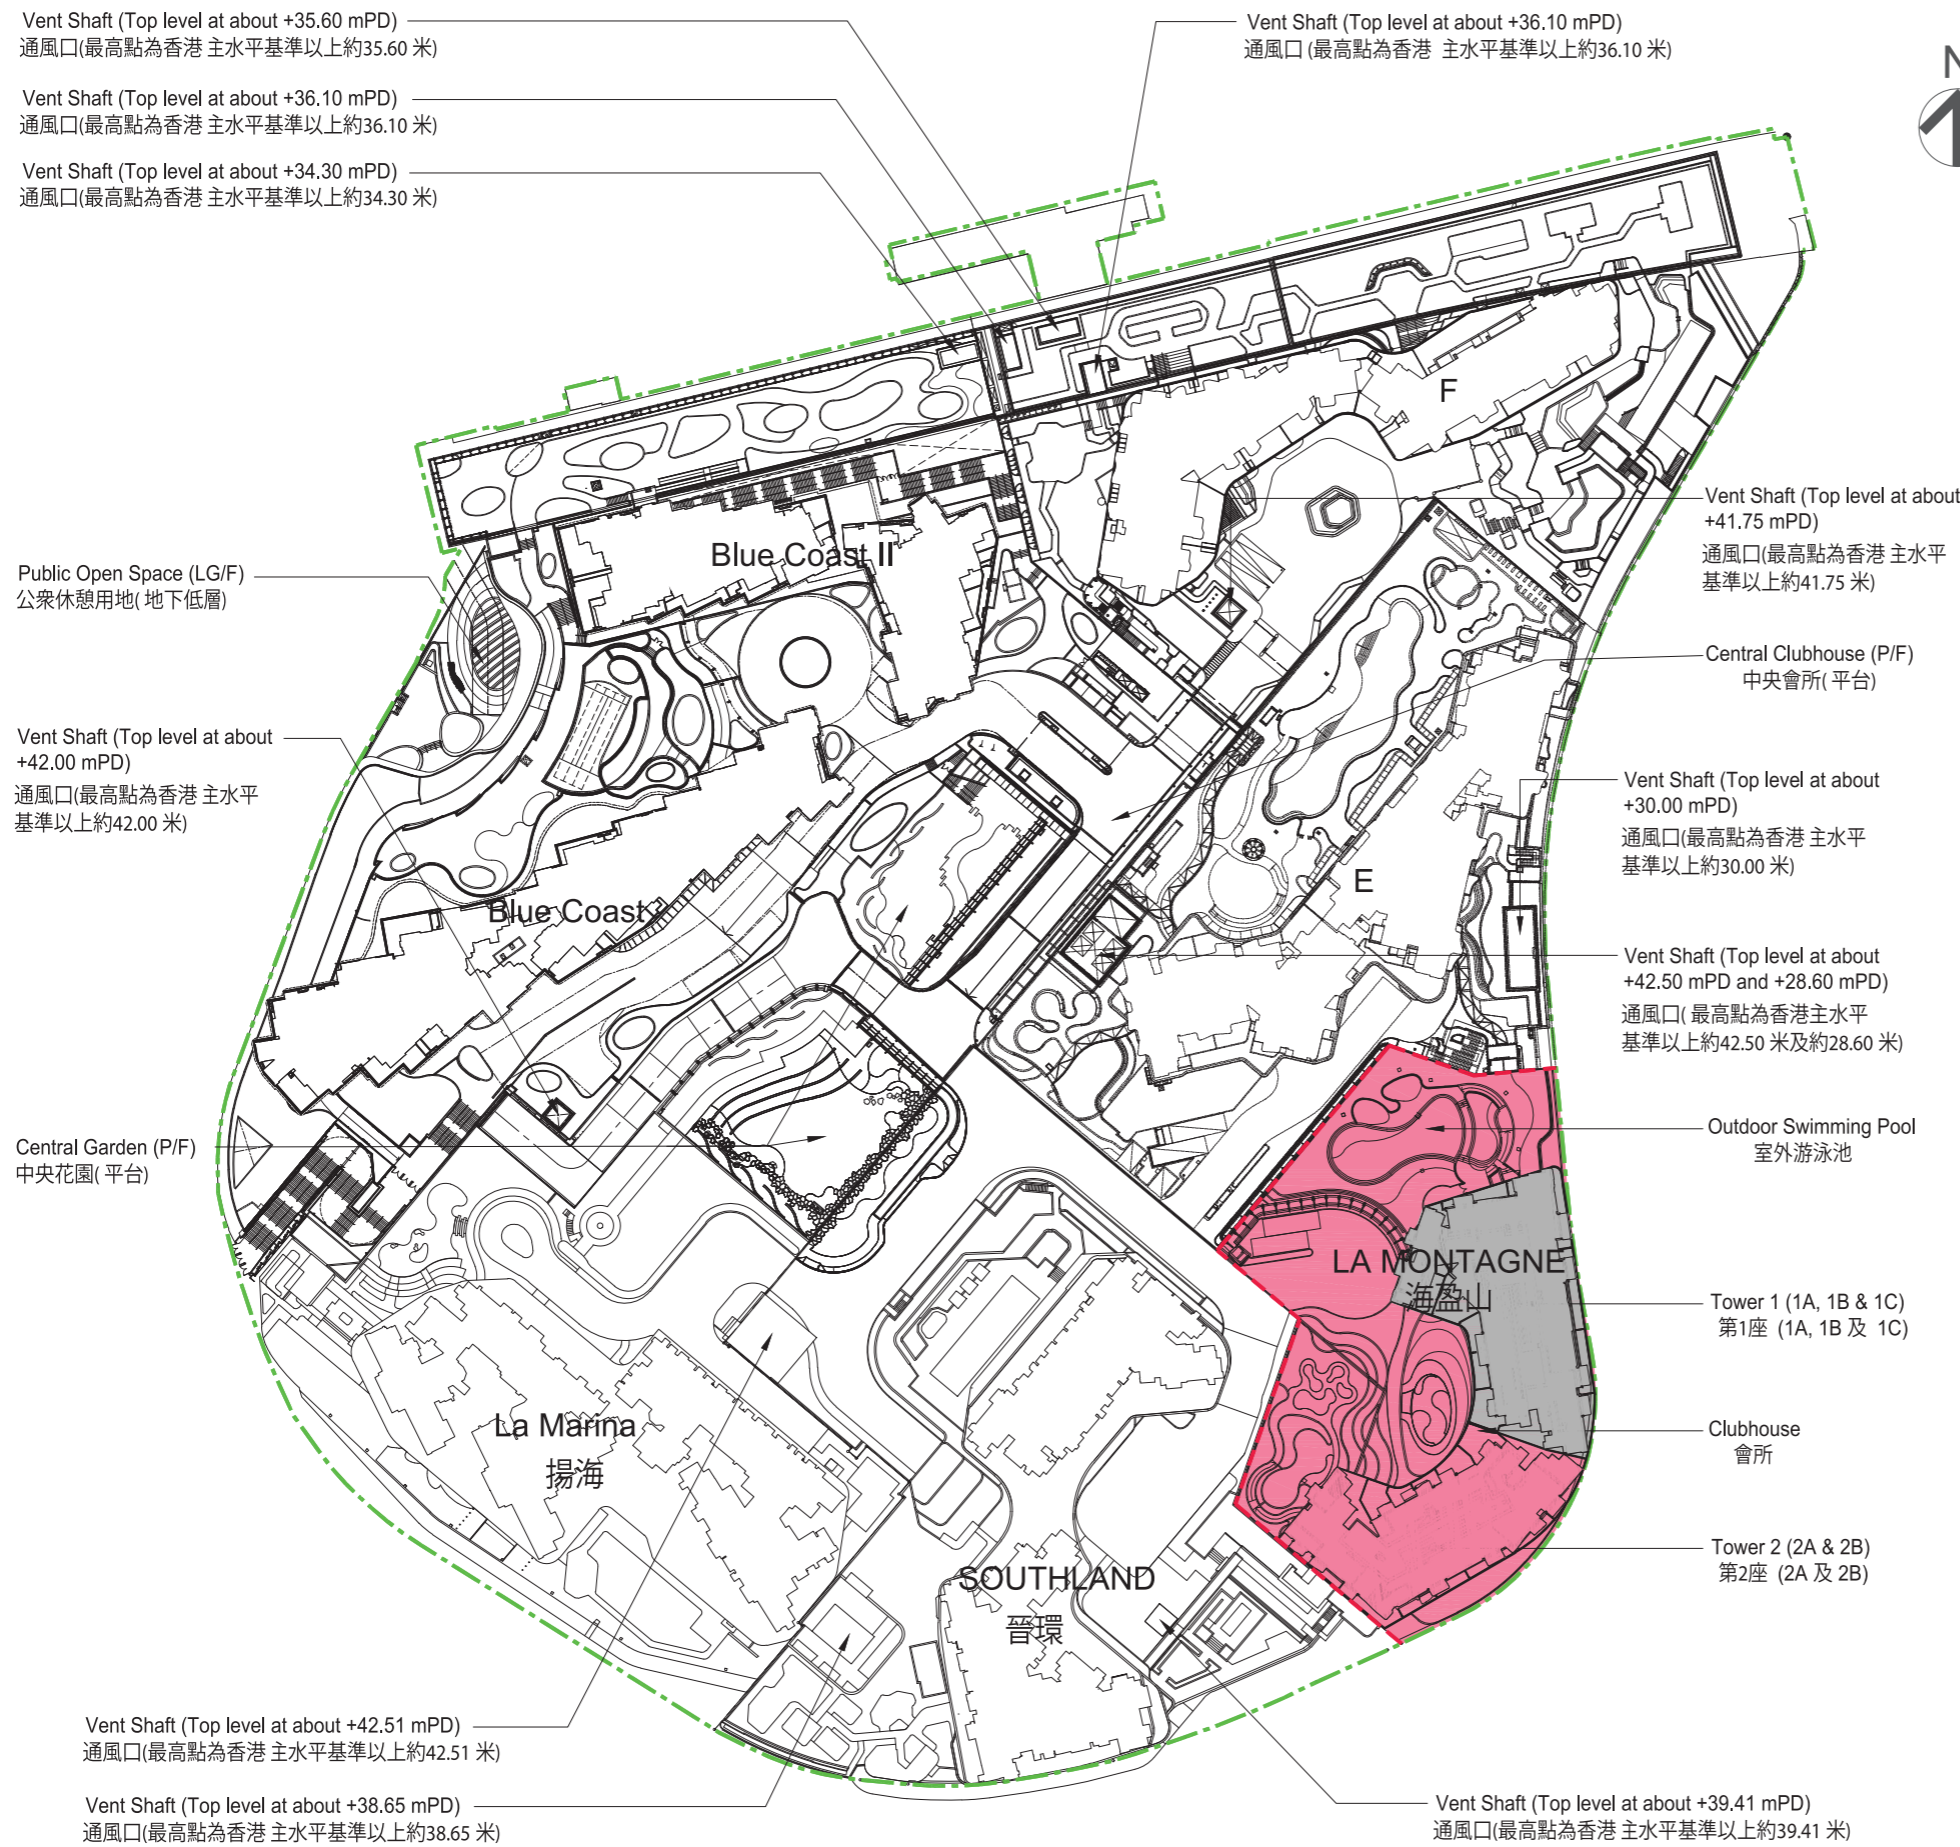 Vent Shaft (Top level at about +35.60 mPD)
通風口(最高點為香港 主水平基準以上約35.60 米)
Vent Shaft (Top level at about +36.10 mPD)
通風口(最高點為香港 主水平基準以上約36.10 米)
Vent Shaft (Top level at about +34.30 mPD)
通風口(最高點為香港 主水平基準以上約34.30 米)
Vent Shaft (Top level at about +36.10 mPD)
通風口 (最高點為香港 主水平基準以上約36.10 米)
N
F
Vent Shaft (Top level at about
+41.75 mPD)
通風口(最高點為香港 主水平
基準以上約41.75 米)
Blue Coast II
Public Open Space (LG/F)
公衆休憩用地( 地下低層)
Central Clubhouse (P/F)
中央會所( 平台)
Vent Shaft (Top level at about
+42.00 mPD)
通風口(最高點為香港 主水平
基準以上約42.00 米)
Vent Shaft (Top level at about
+30.00 mPD)
通風口(最高點為香港 主水平
基準以上約30.00 米)
E
Blue Coast
Vent Shaft (Top level at about
+42.50 mPD and +28.60 mPD)
通風口( 最高點為香港主水平
基準以上約42.50 米及約28.60 米)
Central Garden (P/F)
中央花園( 平台)
Outdoor Swimming Pool
室外游泳池
LA MONTAGNE
海盈山
Tower 1 (1A, 1B & 1C)
第1座 (1A, 1B 及 1C)
La Marina
揚海
Clubhouse
會所
Tower 2 (2A & 2B)
第2座 (2A 及 2B)
SOUTHLAND
晉環
Vent Shaft (Top level at about +42.51 mPD)
通風口(最高點為香港 主水平基準以上約42.51 米)
Vent Shaft (Top level at about +38.65 mPD)
通風口(最高點為香港 主水平基準以上約38.65 米)
Vent Shaft (Top level at about +39.41 mPD)
通風口(最高點為香港 主水平基準以上約39.41 米)